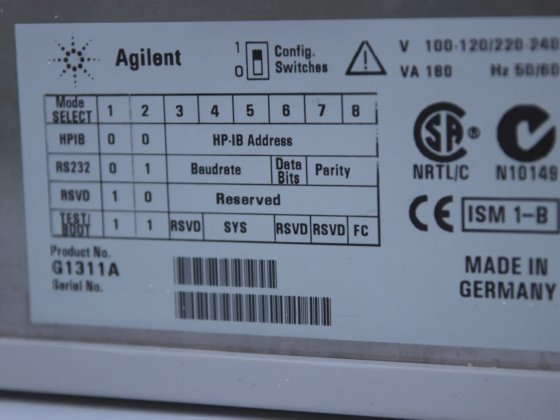 Agilent
1
0
Config.
Switches
V 100-120/220-240
VA 180 Hz 50/60
Mode
SELECT 1 2 3 4 5 6 7 8
HPIB 0 0 HP-IB Address
RS232 0 1 Baudrate Data Bits Parity
RSVD 1 0 Reserved
TEST/
BOOT 1 1 RSVD SYS RSVD RSVD FC
SA ®
NRTL/C
N10149
CE ISM 1-B
Product No.
G1311A
Serial No.
MADE IN
GERMANY